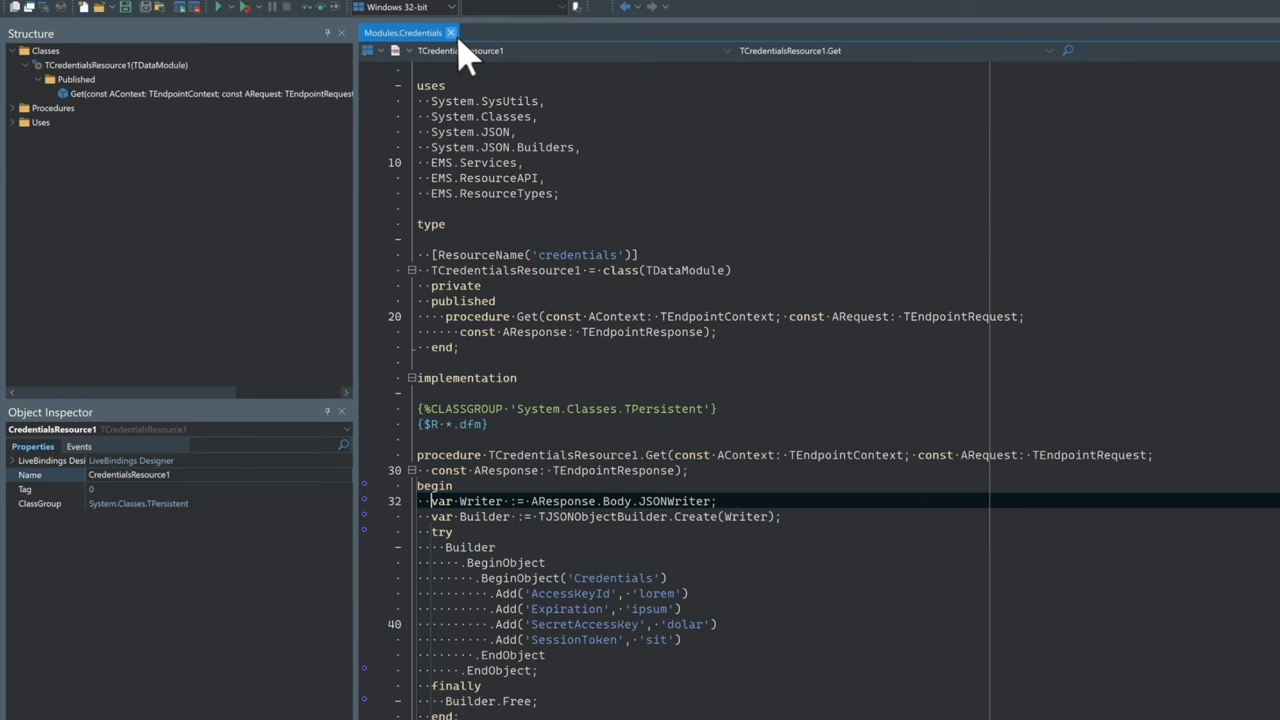 Windows 32-bit
Structure
Classes
TCredentialsResource1(TDataModule)
Published
Get(const AContext: TEndpointContext; const ARequest: TEndpointRequest
Procedures
Uses
Object Inspector
CredentialsResource1 TCredentialsResource1
Properties Events
LiveBindings Desi LiveBindings Designer
Name CredentialsResource1
Tag 0
ClassGroup System.Classes.TPersistent
Modules.Credentials
TCredentialsResource1 TCredentialsResource1.Get
uses
System.SysUtils,
System.Classes,
System.JSON,
System.JSON.Builders,
10 EMS.Services,
EMS.ResourceAPI,
EMS.ResourceTypes;
type
[ResourceName('credentials')]
TCredentialsResource1 = class(TDataModule)
private
published
20 procedure Get(const AContext: TEndpointContext; const ARequest: TEndpointRequest;
const AResponse: TEndpointResponse);
end;
implementation
{%CLASSGROUP 'System.Classes.TPersistent'}
{$R *.dfm}
procedure TCredentialsResource1.Get(const AContext: TEndpointContext; const ARequest: TEndpointRequest;
30 const AResponse: TEndpointResponse);
begin
32 var Writer := AResponse.Body.JSONWriter;
var Builder := TJSONObjectBuilder.Create(Writer);
try
Builder
.BeginObject
.BeginObject('Credentials')
.Add('AccessKeyId', 'lorem')
.Add('Expiration', 'ipsum')
40 .Add('SecretAccessKey', 'dolar')
.Add('SessionToken', 'sit')
.EndObject
.EndObject;
finally
Builder.Free;
end;